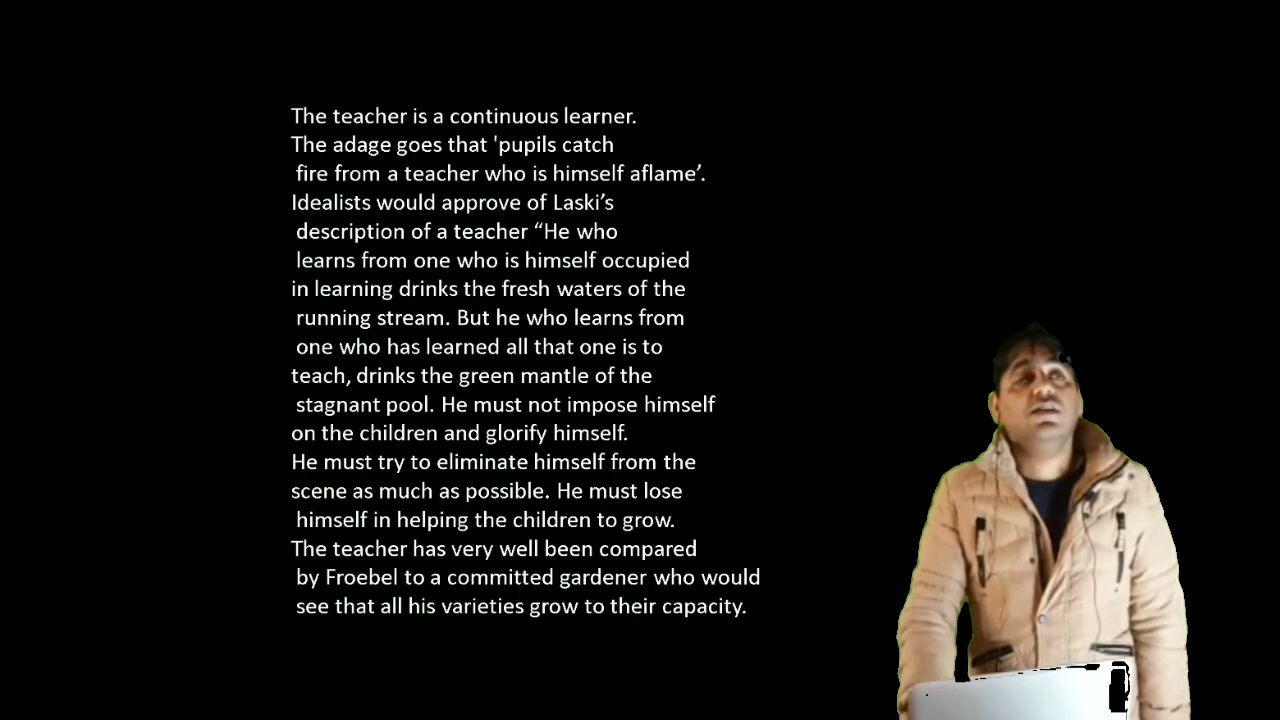 The teacher is a continuous learner.
The adage goes that 'pupils catch
fire from a teacher who is himself aflame’.
Idealists would approve of Laski’s
description of a teacher “He who
learns from one who is himself occupied
in learning drinks the fresh waters of the
running stream. But he who learns from
one who has learned all that one is to
teach, drinks the green mantle of the
stagnant pool. He must not impose himself
on the children and glorify himself.
He must try to eliminate himself from the
scene as much as possible. He must lose
himself in helping the children to grow.
The teacher has very well been compared
by Froebel to a committed gardener who would
see that all his varieties grow to their capacity.